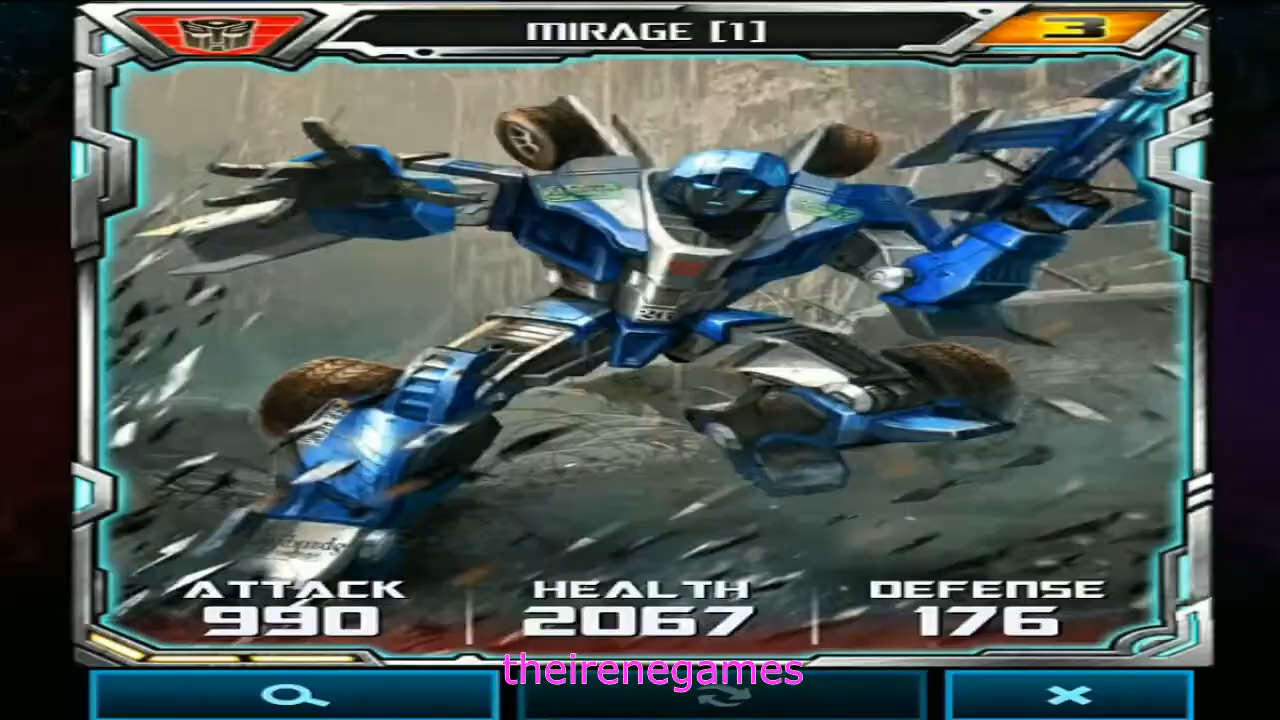 MIRAGE [1]
3
ATTACK HEALTH DEFENSE
990 2067 176
theirenegames